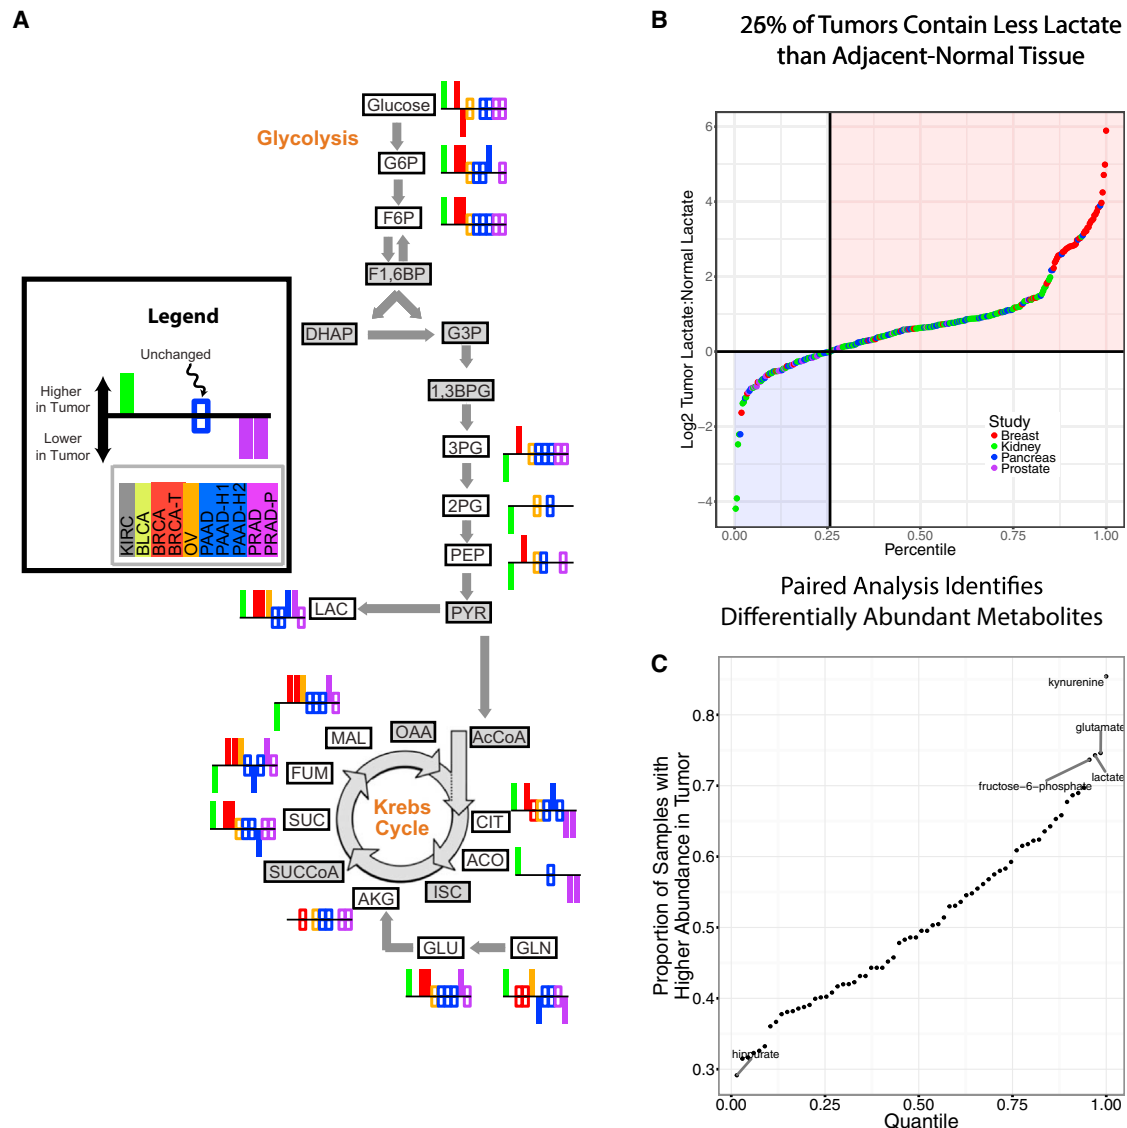 A
Glycolysis
Glucose
G6P
F6P
F1,6BP
DHAP
G3P
1,3BPG
3PG
2PG
PEP
PYR
LAC
AcCoA
OAA
MAL
FUM
SUC
SUCCoA
AKG
ISC
ACO
CIT
Krebs
Cycle
GLU
GLN
Legend
Unchanged
Higher
in Tumor
Lower
in Tumor
KIRC
BLCA
BRCA
BRCA-T
OV
PAAD
PAAD-H1
PAAD-H2
PRAD
PRAD-P
B
% of Tumors Contain Less Lactate
than Adjacent-Normal Tissue
Log2 Tumor Lactate:Normal Lactate
6
4
2
0
−2
−4
0.00
0.25
0.50
0.75
1.00
Percentile
Study
Breast
Kidney
Pancreas
Prostate
Paired Analysis Identifies
Differentially Abundant Metabolites
C
Proportion of Samples with
Higher Abundance in Tumor
0.8
0.7
0.6
0.5
0.4
0.3
kynurenine
glutamate
lactate
fructose−6−phosphate
hippurate
0.00
0.25
0.50
0.75
1.00
Quantile